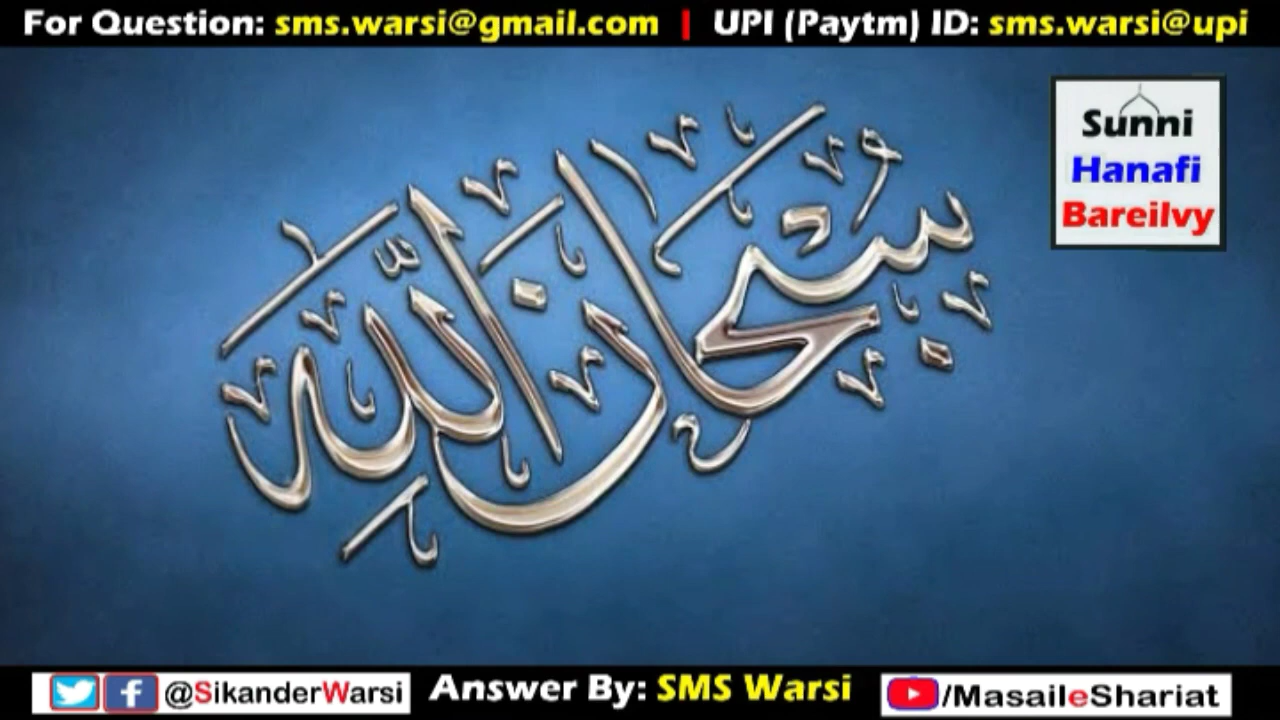 For Question: sms.warsi@gmail.com | UPI (Paytm) ID: sms.warsi@upi
Sunni
Hanafi
Bareilvy
سُبْحَانَ اللهِ
@SikanderWarsi Answer By: SMS Warsi /MasaileShariat